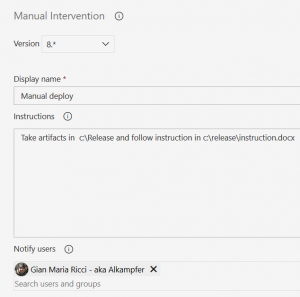 Manual Intervention
Version 8.*
Display name *
Manual deploy
Instructions
Take artifacts in c:\Release and follow instruction in c:\release\instruction.docx
Notify users
Gian Maria Ricci - aka Alkampfer
Search users and groups